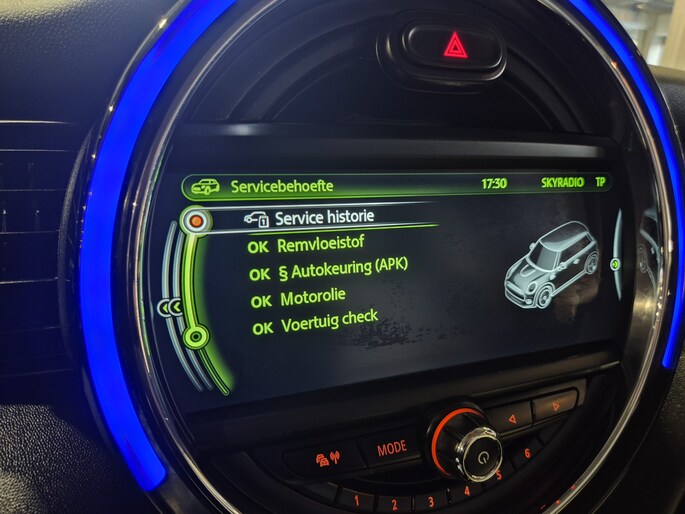 Servicebehoefte 17:30 SKYRADIO TP
Service historie
OK Remvloeistof
OK § Autokeuring (APK)
OK Motorolie
OK Voertuig check
MODE
1 2 3 4 5 6